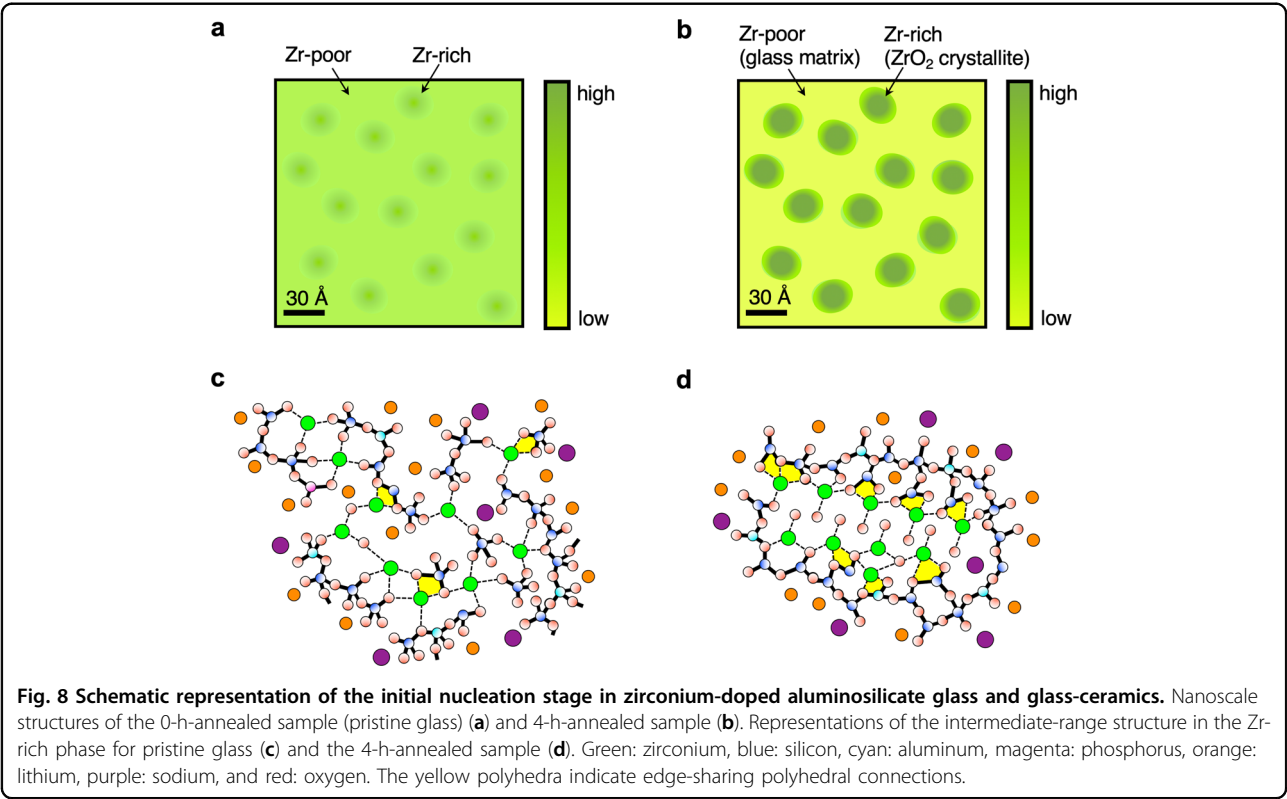 a
Zr-poor
Zr-rich
high
low
30 Å
b
Zr-poor
(glass matrix)
Zr-rich
(ZrO₂ crystallite)
high
low
30 Å
c
d
Fig. 8 Schematic representation of the initial nucleation stage in zirconium-doped aluminosilicate glass and glass-ceramics. Nanoscale
structures of the 0-h-annealed sample (pristine glass) (a) and 4-h-annealed sample (b). Representations of the intermediate-range structure in the Zr-
rich phase for pristine glass (c) and the 4-h-annealed sample (d). Green: zirconium, blue: silicon, cyan: aluminum, magenta: phosphorus, orange:
lithium, purple: sodium, and red: oxygen. The yellow polyhedra indicate edge-sharing polyhedral connections.